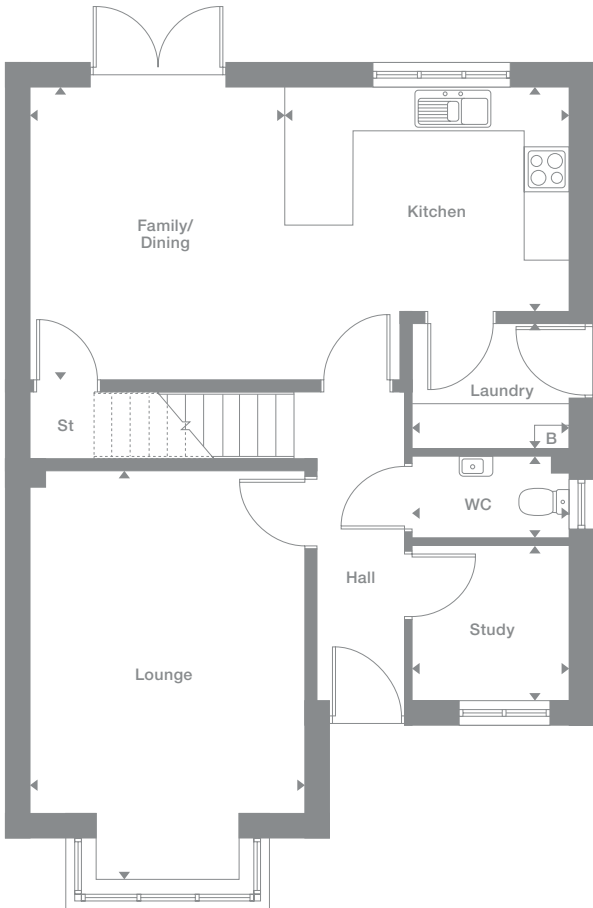 Family/
Dining
Kitchen
Laundry
St
B
WC
Hall
Study
Lounge